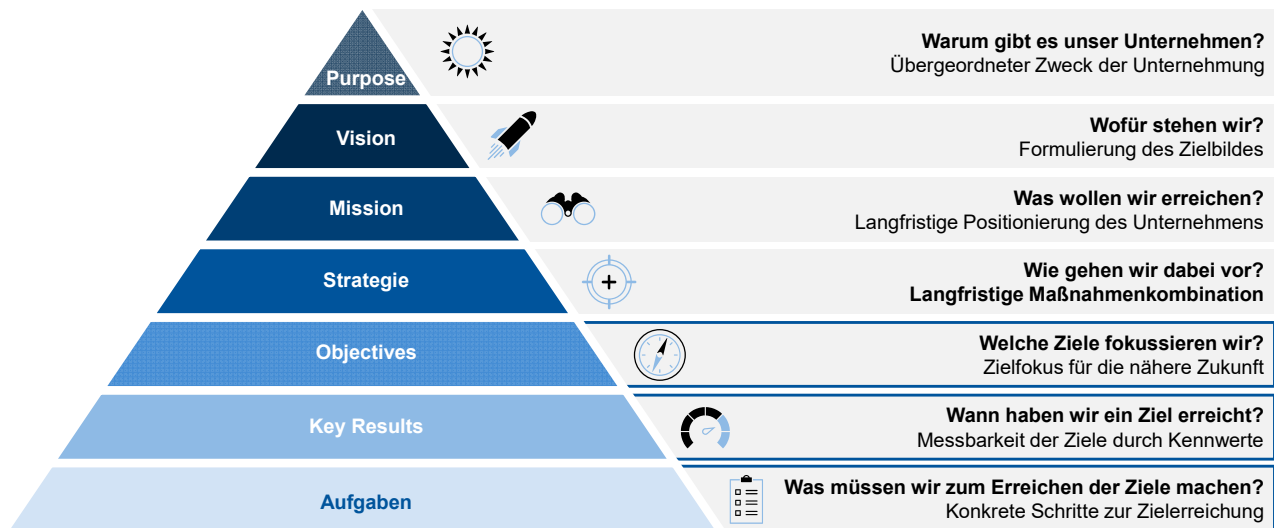 Purpose
Warum gibt es unser Unternehmen?
Übergeordneter Zweck der Unternehmung
Vision
Wofür stehen wir?
Formulierung des Zielbildes
Mission
Was wollen wir erreichen?
Langfristige Positionierung des Unternehmens
Strategie
Wie gehen wir dabei vor?
Langfristige Maßnahmenkombination
Objectives
Welche Ziele fokussieren wir?
Zielfokus für die nähere Zukunft
Key Results
Wann haben wir ein Ziel erreicht?
Messbarkeit der Ziele durch Kennwerte
Aufgaben
Was müssen wir zum Erreichen der Ziele machen?
Konkrete Schritte zur Zielerreichung